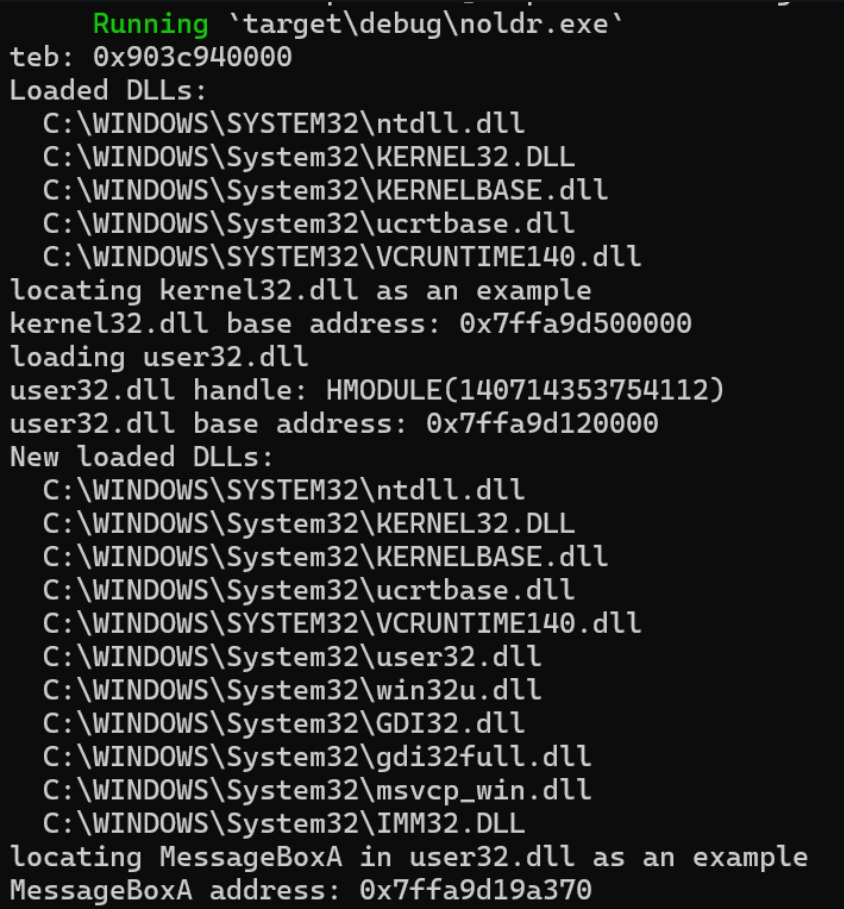 Running `target\debug\noldr.exe`
teb: 0x903c940000
Loaded DLLs:
C:\WINDOWS\SYSTEM32\ntdll.dll
C:\WINDOWS\System32\KERNEL32.DLL
C:\WINDOWS\System32\KERNELBASE.dll
C:\WINDOWS\System32\ucrtbase.dll
C:\WINDOWS\SYSTEM32\VCRUNTIME140.dll
locating kernel32.dll as an example
kernel32.dll base address: 0x7ffa9d500000
loading user32.dll
user32.dll handle: HMODULE(140714353754112)
user32.dll base address: 0x7ffa9d120000
New loaded DLLs:
C:\WINDOWS\SYSTEM32\ntdll.dll
C:\WINDOWS\System32\KERNEL32.DLL
C:\WINDOWS\System32\KERNELBASE.dll
C:\WINDOWS\System32\ucrtbase.dll
C:\WINDOWS\SYSTEM32\VCRUNTIME140.dll
C:\WINDOWS\System32\user32.dll
C:\WINDOWS\System32\win32u.dll
C:\WINDOWS\System32\GDI32.dll
C:\WINDOWS\System32\gdi32full.dll
C:\WINDOWS\System32\msvcp_win.dll
C:\WINDOWS\System32\IMM32.DLL
locating MessageBoxA in user32.dll as an example
MessageBoxA address: 0x7ffa9d19a370